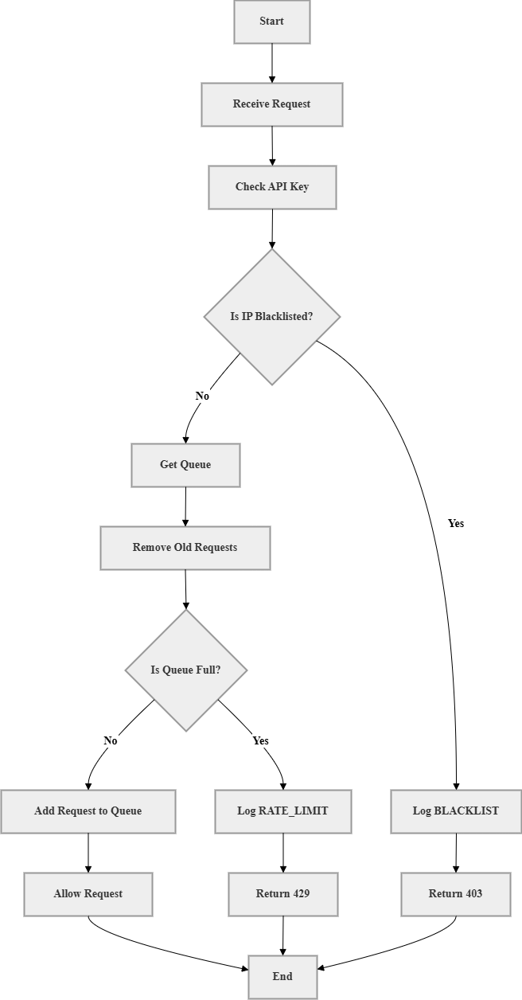 Start
Receive Request
Check API Key
Is IP Blacklisted?
No
Get Queue
Yes
Remove Old Requests
Is Queue Full?
No
Yes
Add Request to Queue
Log RATE_LIMIT
Log BLACKLIST
Allow Request
Return 429
Return 403
End